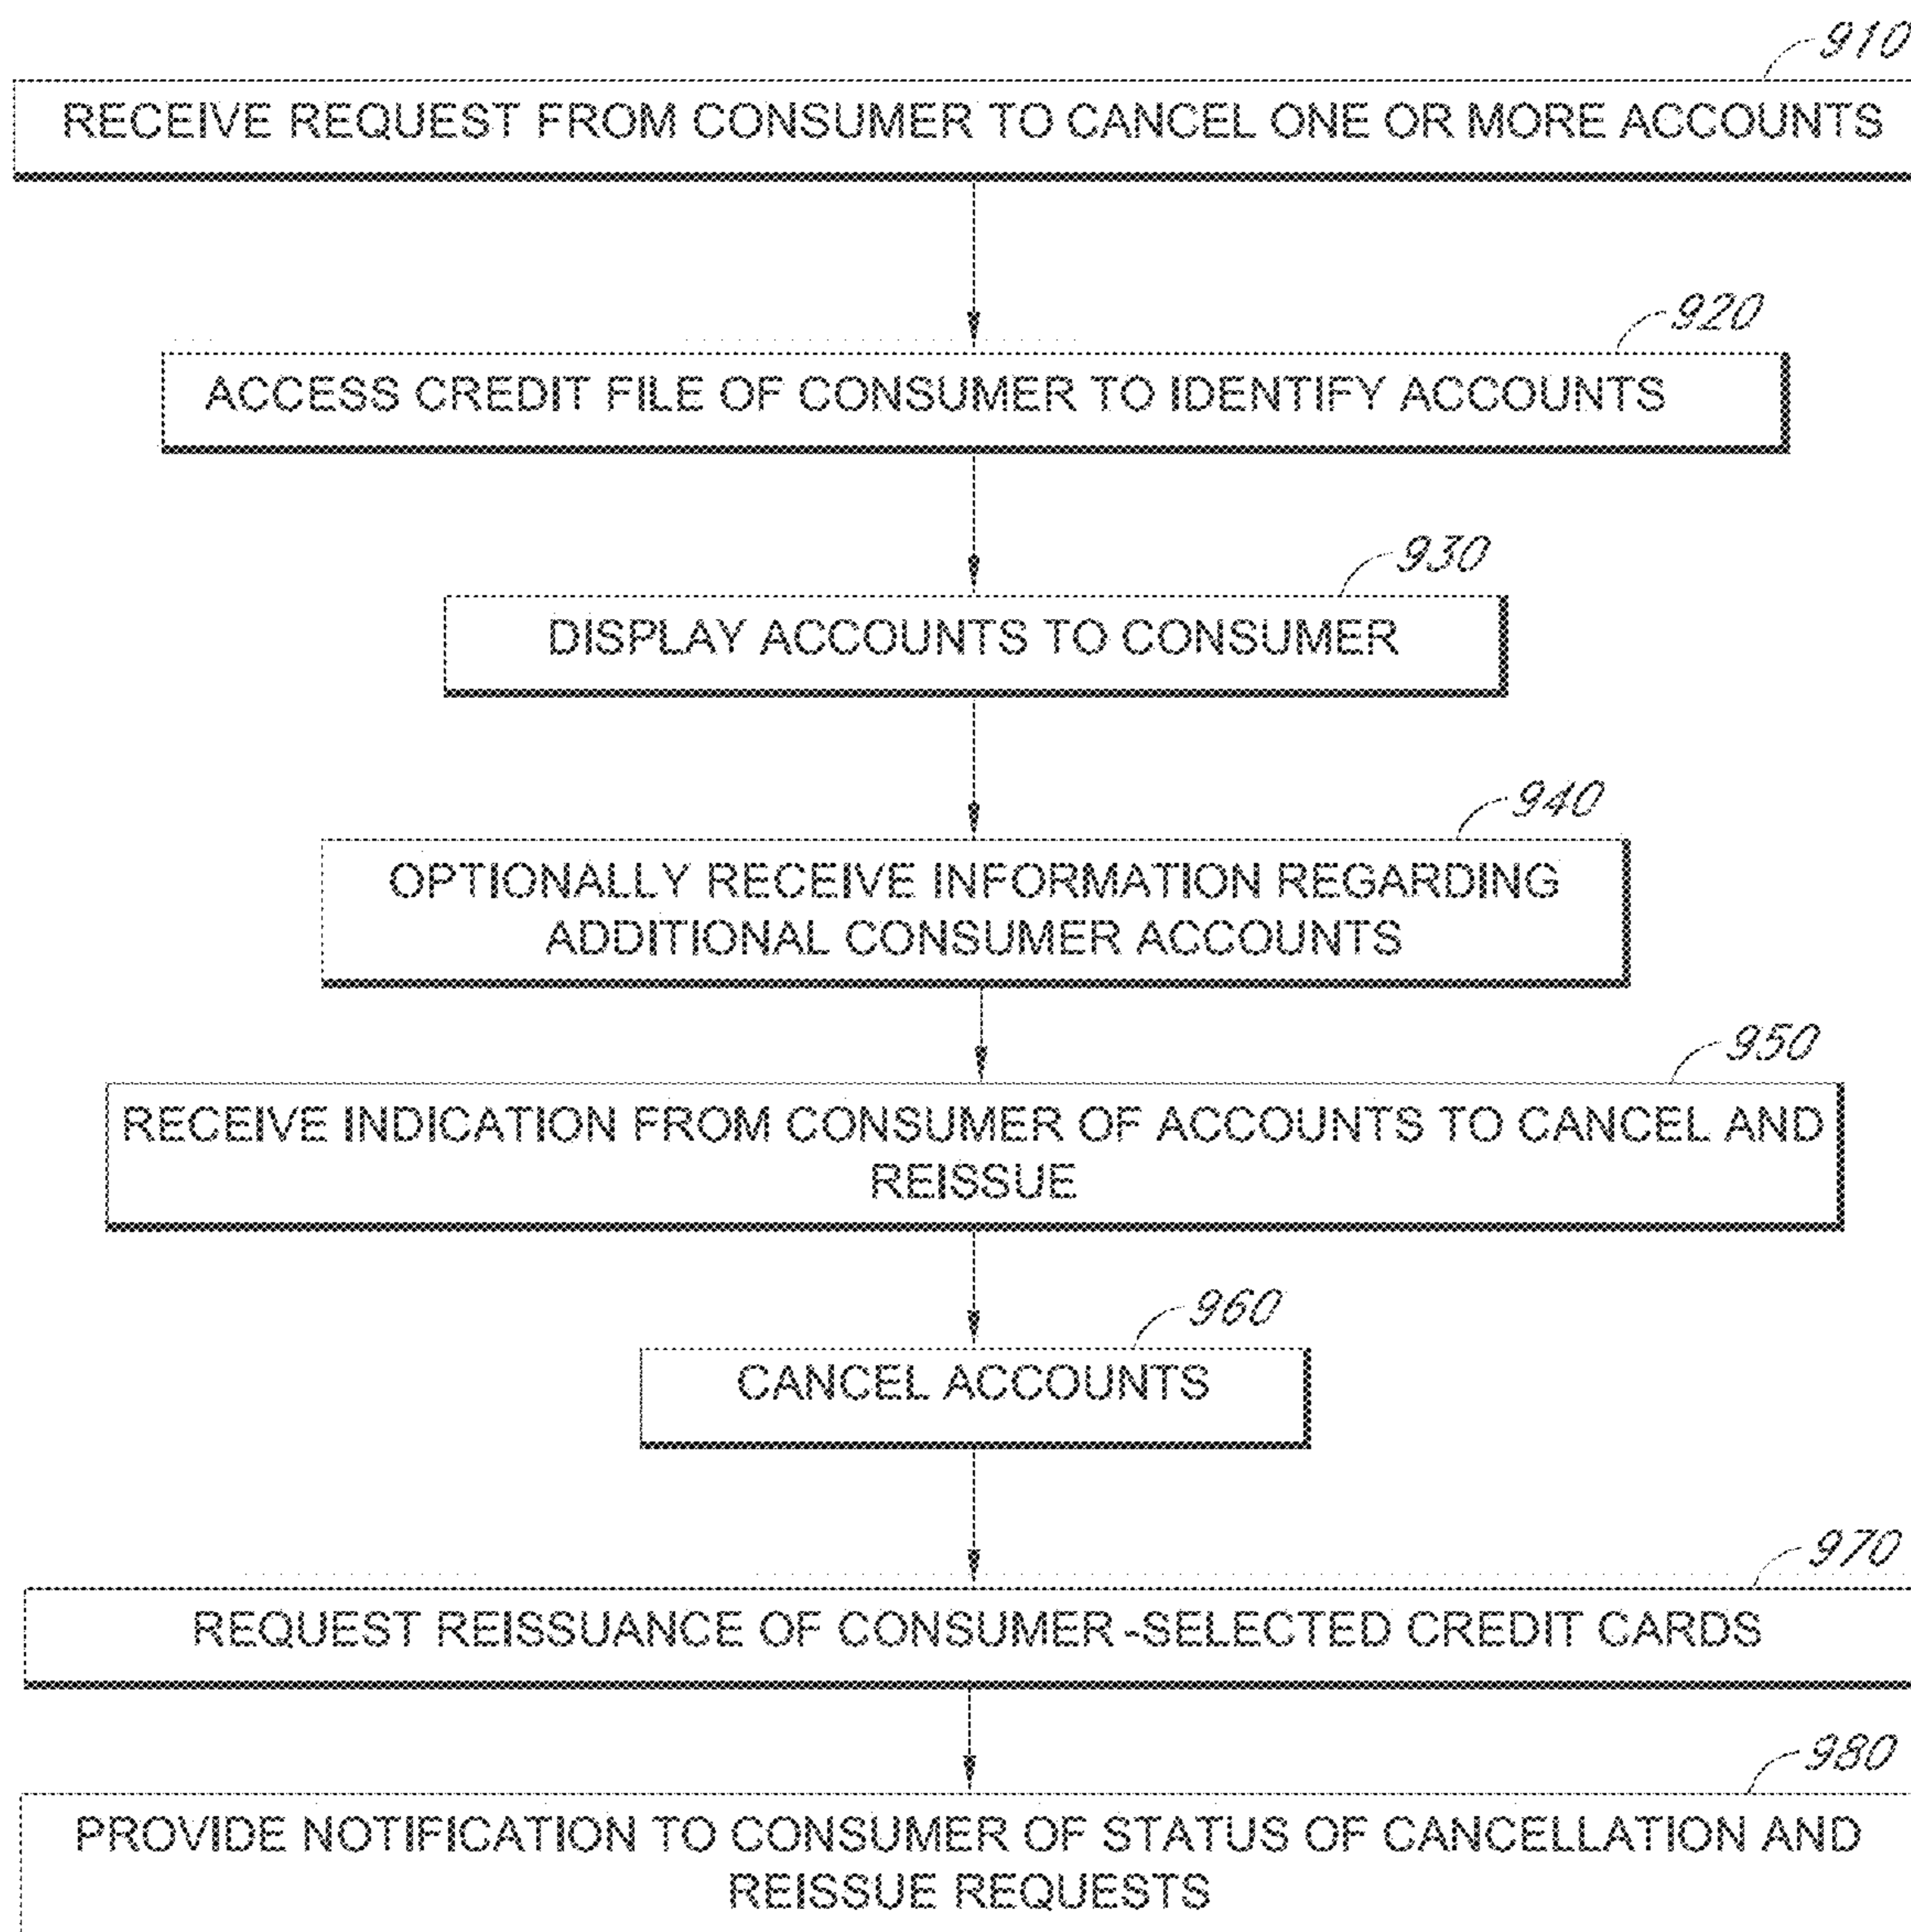 910
RECEIVE REQUEST FROM CONSUMER TO CANCEL ONE OR MORE ACCOUNTS
920
ACCESS CREDIT FILE OF CONSUMER TO IDENTIFY ACCOUNTS
930
DISPLAY ACCOUNTS TO CONSUMER
940
OPTIONALLY RECEIVE INFORMATION REGARDING
ADDITIONAL CONSUMER ACCOUNTS
950
RECEIVE INDICATION FROM CONSUMER OF ACCOUNTS TO CANCEL AND
REISSUE
960
CANCEL ACCOUNTS
970
REQUEST REISSUANCE OF CONSUMER-SELECTED CREDIT CARDS
980
PROVIDE NOTIFICATION TO CONSUMER OF STATUS OF CANCELLATION AND
REISSUE REQUESTS